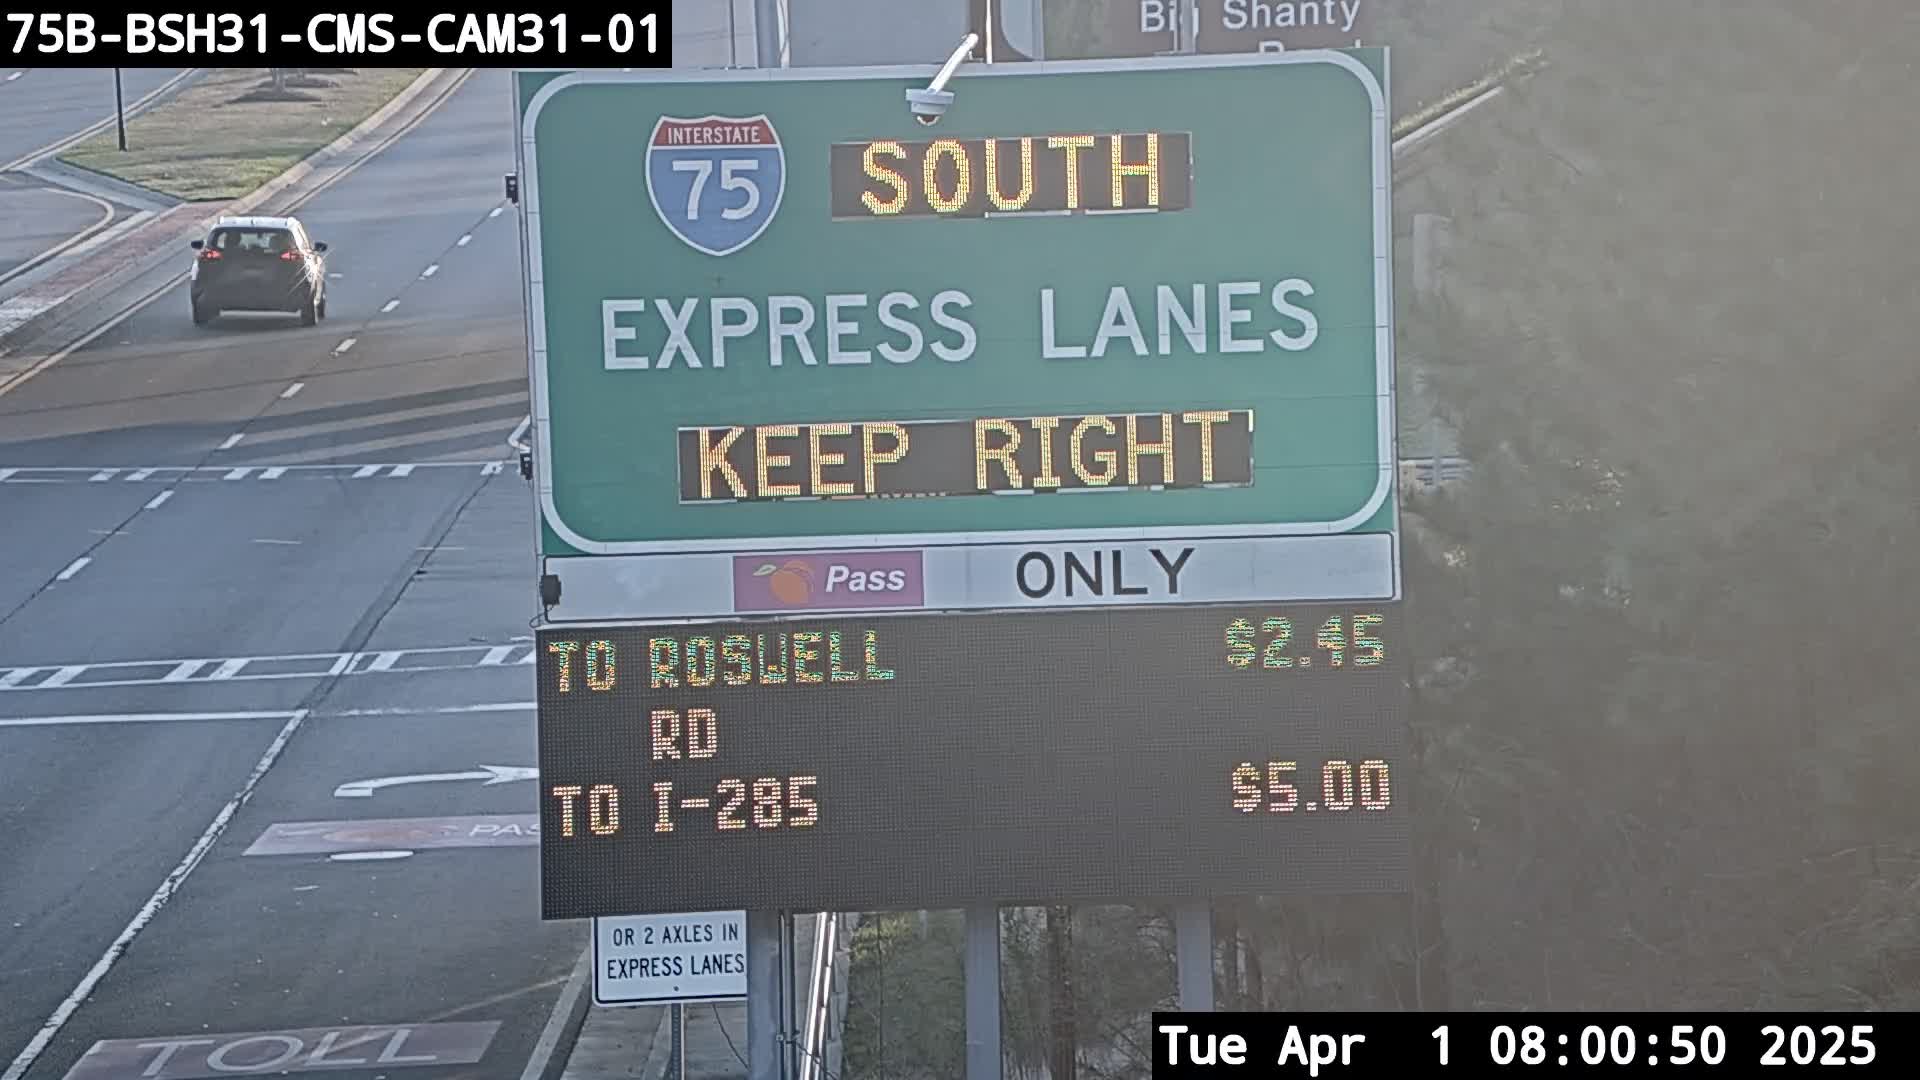 75B-BSH31-CMS-CAM31-01
Big Shanty
INTERSTATE
75
SOUTH
EXPRESS LANES
KEEP RIGHT
Pass ONLY
TO ROSWELL $2.45
RD
TO I-285 $5.00
OR 2 AXLES IN
EXPRESS LANES
TOLL
Tue Apr 1 08:00:50 2025